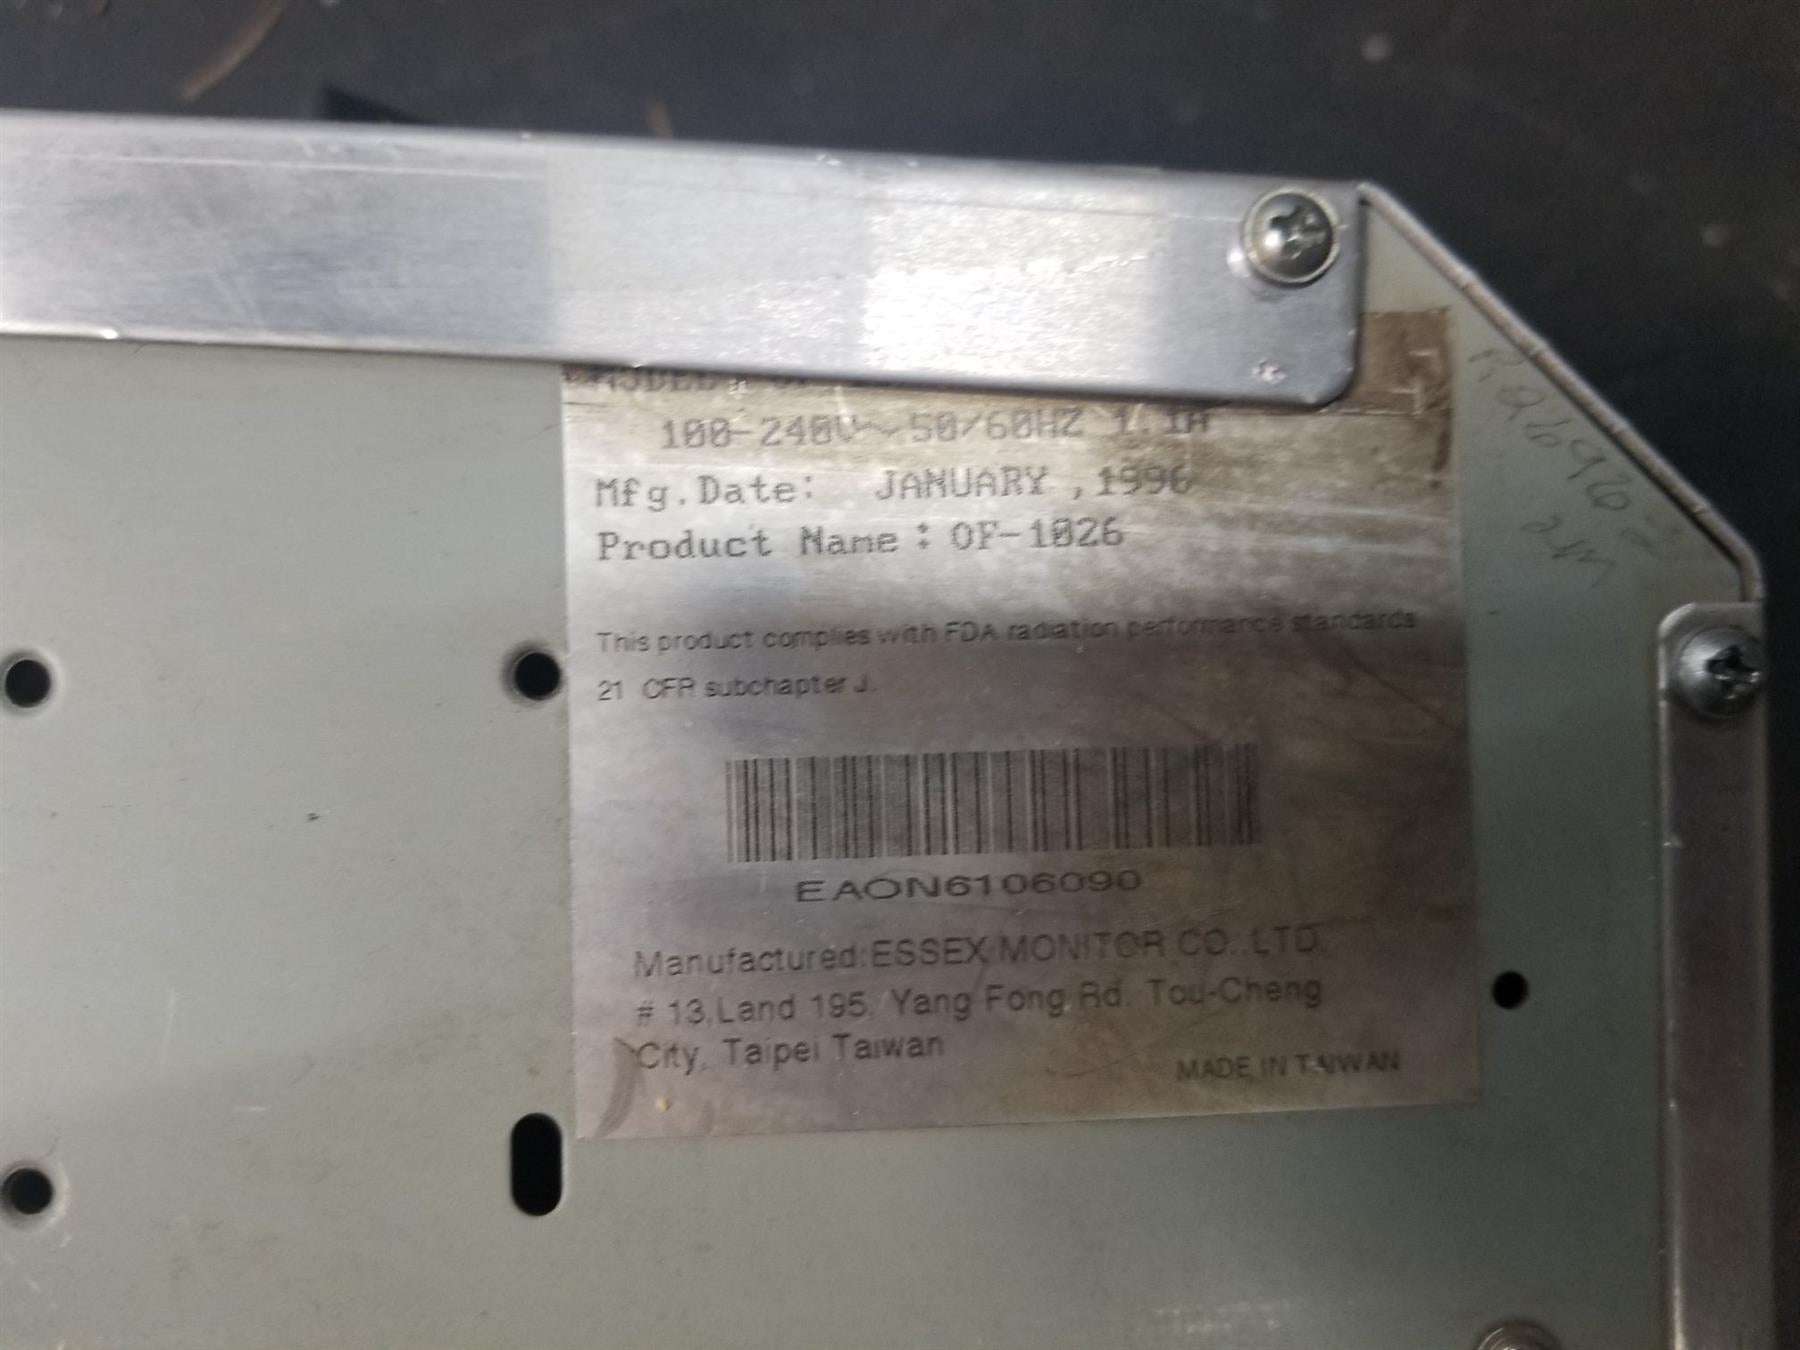 100-240V~50/60HZ 1.1A
Mfg.Date: JANUARY ,1996
Product Name : OF-1026
This product complies with FDA radiation performance standards
21 CFR subchapter J.
EAON6106090
Manufactured:ESSEX MONITOR CO.,LTD.
# 13,Land 195, Yang Fong Rd. Tou-Cheng
City, Taipei Taiwan
MADE IN TAIWAN